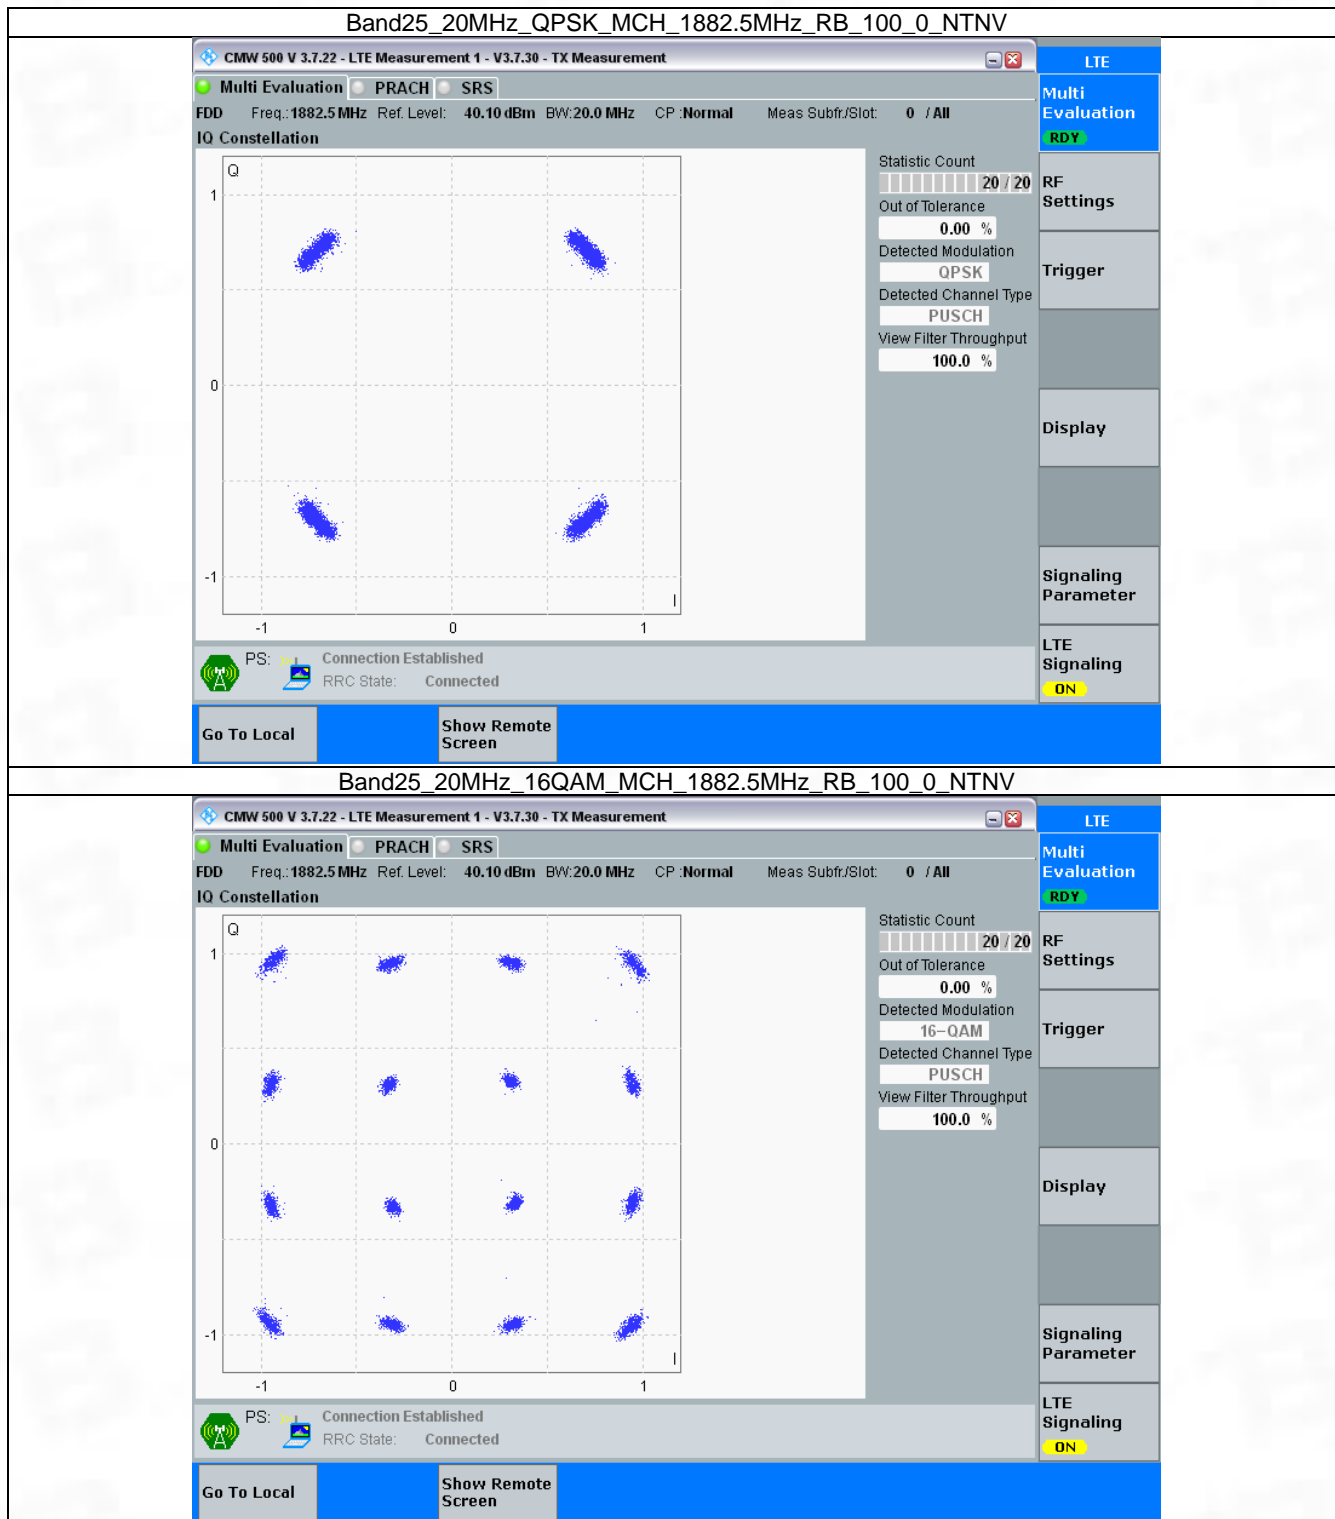 Band25_20MHz_QPSK_MCH_1882.5MHz_RB_100_0_NTNV
CMW 500 V 3.7.22 - LTE Measurement 1 - V3.7.30 - TX Measurement
LTE
Multi Evaluation PRACH SRS
Multi
Evaluation
RDY
FDD Freq.:1882.5 MHz Ref. Level: 40.10 dBm BW:20.0 MHz CP :Normal Meas Subfr./Slot: 0 / All
IQ Constellation
Q
1
0
-1
-1 0 1
I
Statistic Count
20 / 20
Out of Tolerance
0.00 %
Detected Modulation
QPSK
Detected Channel Type
PUSCH
View Filter Throughput
100.0 %
RF
Settings
Trigger
Display
Signaling
Parameter
LTE
Signaling
ON
PS: Connection Established
RRC State: Connected
Go To Local
Show Remote
Screen
Band25_20MHz_16QAM_MCH_1882.5MHz_RB_100_0_NTNV
CMW 500 V 3.7.22 - LTE Measurement 1 - V3.7.30 - TX Measurement
LTE
Multi Evaluation PRACH SRS
Multi
Evaluation
RDY
FDD Freq.:1882.5 MHz Ref. Level: 40.10 dBm BW:20.0 MHz CP :Normal Meas Subfr./Slot: 0 / All
IQ Constellation
Q
1
0
-1
-1 0 1
I
Statistic Count
20 / 20
Out of Tolerance
0.00 %
Detected Modulation
16-QAM
Detected Channel Type
PUSCH
View Filter Throughput
100.0 %
RF
Settings
Trigger
Display
Signaling
Parameter
LTE
Signaling
ON
PS: Connection Established
RRC State: Connected
Go To Local
Show Remote
Screen